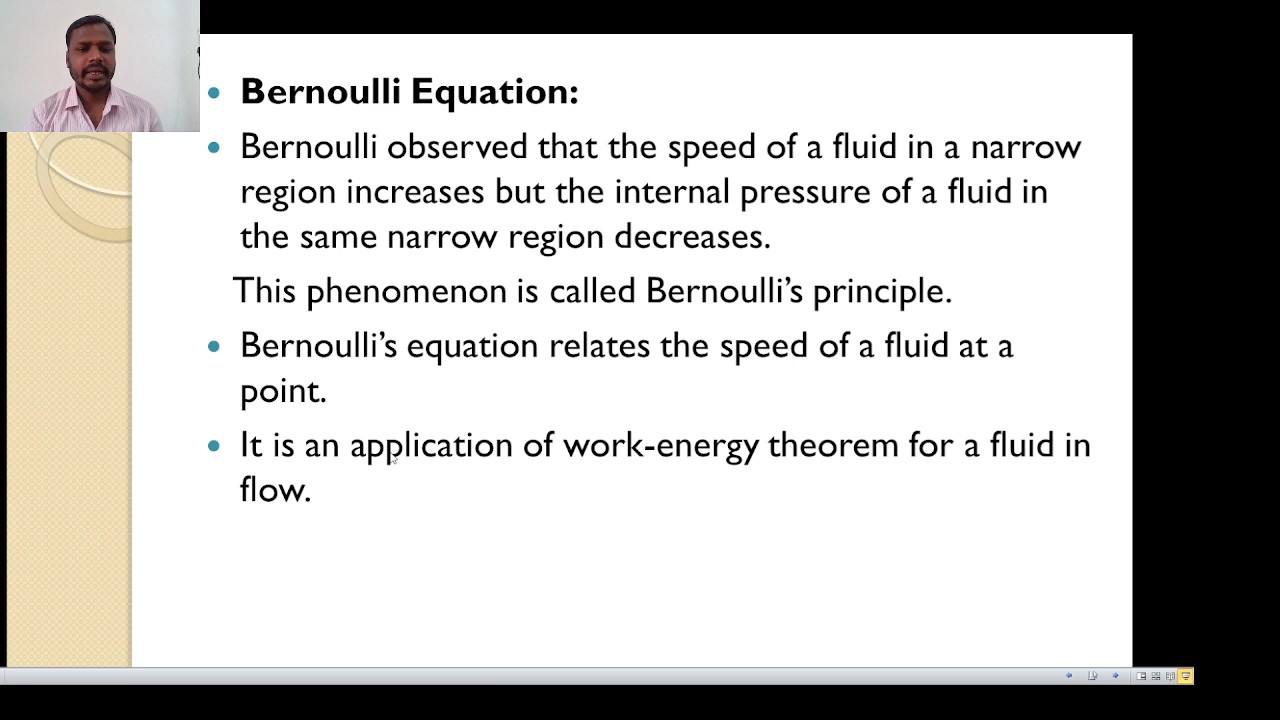 Bernoulli Equation:
Bernoulli observed that the speed of a fluid in a narrow
region increases but the internal pressure of a fluid in
the same narrow region decreases.
This phenomenon is called Bernoulli’s principle.
Bernoulli’s equation relates the speed of a fluid at a
point.
It is an application of work-energy theorem for a fluid in
flow.